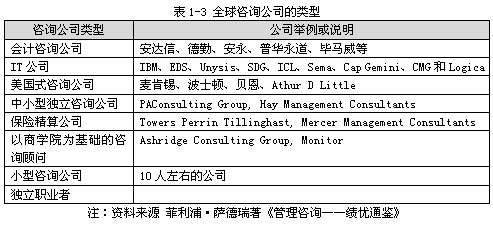 表 1-3 全球咨询公司的类型
咨询公司类型 公司举例或说明
会计咨询公司 安达信、德勤、安永、普华永道、毕马威等
IT 公司 IBM、EDS、Unysis、SDG、ICL、Sema、Cap Gemini、CMG 和 Logica
美国式咨询公司 麦肯锡、波士顿、贝恩、Athur D Little
中小型独立咨询公司 PAConsulting Group, Hay Management Consultants
保险精算公司 Towers Perrin Tillinghast, Mercer Management Consultants
以商学院为基础的咨 Ashridge Consulting Group, Monitor
询顾问
小型咨询公司 10 人左右的公司
独立职业者
注：资料来源 菲利浦·萨德瑞著《管理咨询——绩优通鉴》